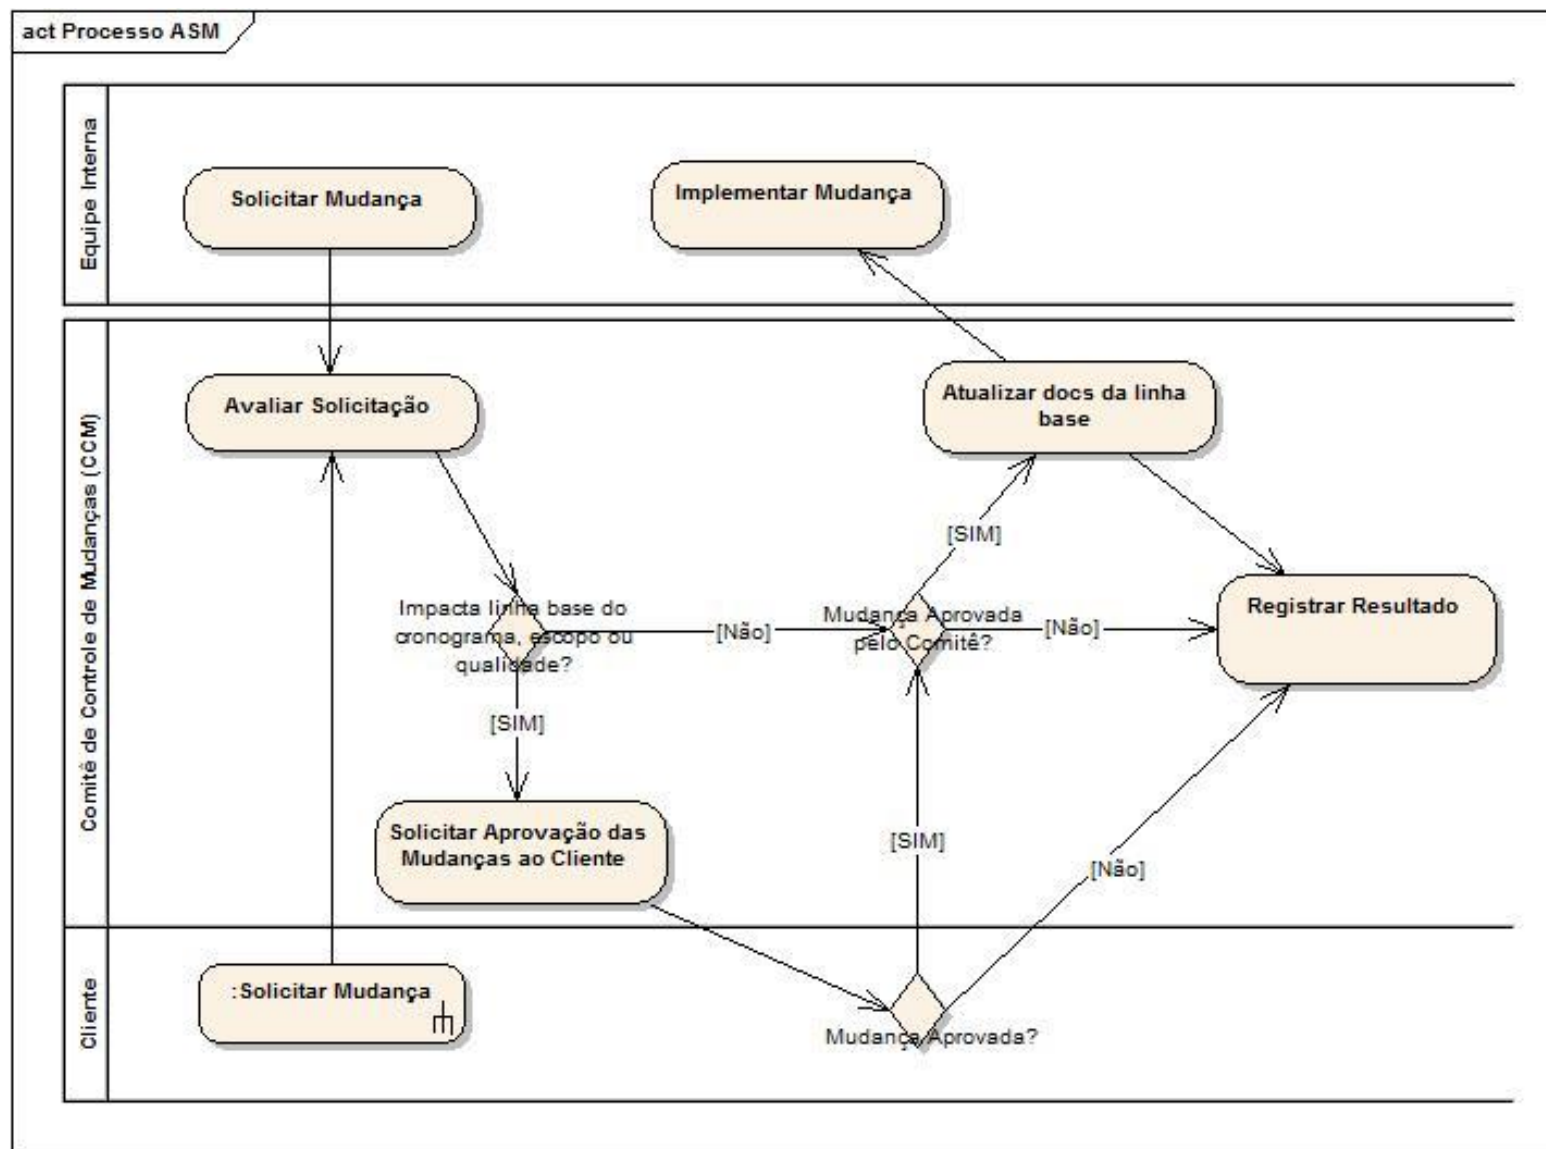 act Processo ASM
Equipe Interna
Solicitar Mudança
Implementar Mudança
Comitê de Controle de Mudanças (CCM)
Avaliar Solicitação
Atualizar docs da linha
base
[SIM]
Impacta linha base do
cronograma, escopo ou
qualidade?
[Não]
Mudança Aprovada
pelo Comitê?
[Não]
Registrar Resultado
[SIM]
Solicitar Aprovação das
Mudanças ao Cliente
[SIM]
[Não]
Cliente
:Solicitar Mudança
Mudança Aprovada?